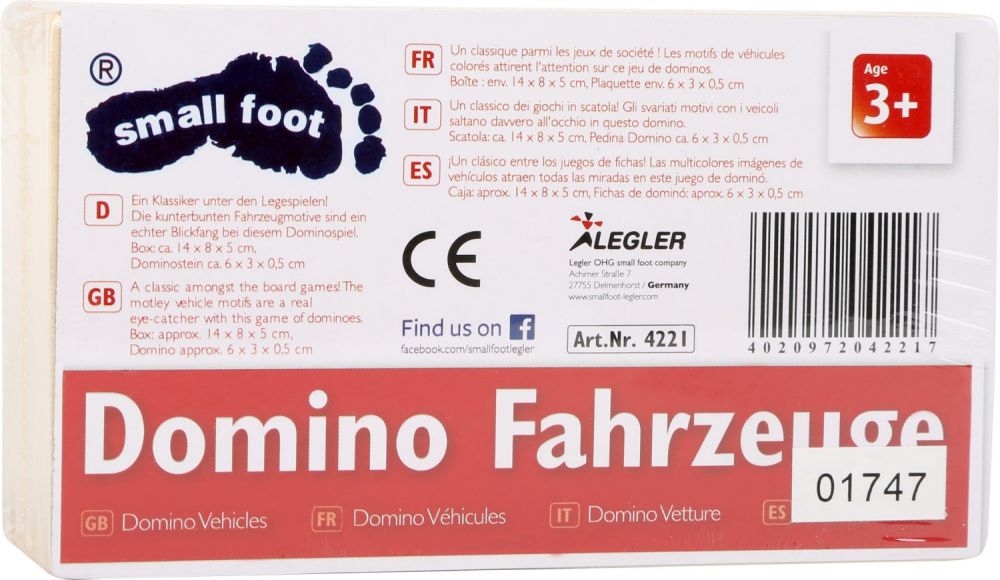 ®
small foot
FR
Un classique parmi les jeux de société ! Les motifs de véhicules
colorés attirent l'attention sur ce jeu de dominos.
Boîte : env. 14 x 8 x 5 cm, Plaquette env. 6 x 3 x 0,5 cm
IT
Un classico dei giochi in scatola! Gli svariati motivi con i veicoli
saltano davvero all'occhio in questo domino.
Scatola: ca. 14 x 8 x 5 cm, Pedina Domino ca. 6 x 3 x 0,5 cm
ES
¡Un clásico entre los juegos de fichas! Las multicolores imágenes de
vehículos atraen todas las miradas en este juego de dominó.
Caja: aprox. 14 x 8 x 5 cm, Fichas de dominó: aprox. 6 x 3 x 0,5 cm
Age
3+
D
Ein Klassiker unter den Legespielen!
Die kunterbunten Fahrzeugmotive sind ein
echter Blickfang bei diesem Dominospiel.
Box: ca. 14 x 8 x 5 cm,
Dominostein ca. 6 x 3 x 0,5 cm
GB
A classic amongst the board games! The
motley vehicle motifs are a real
eye-catcher with this game of dominoes.
Box: approx. 14 x 8 x 5 cm,
Domino approx. 6 x 3 x 0,5 cm
CE
Find us on f
facebook.com/smallfootlegler
LEGLER
Legler OHG small foot company
Achimer Straße 7
27755 Delmenhorst / Germany
www.smallfoot-legler.com
Art.Nr. 4221
4020972042217
Domino Fahrzeuge
01747
GB Domino Vehicles
FR Domino Véhicules
IT Domino Vetture
ES